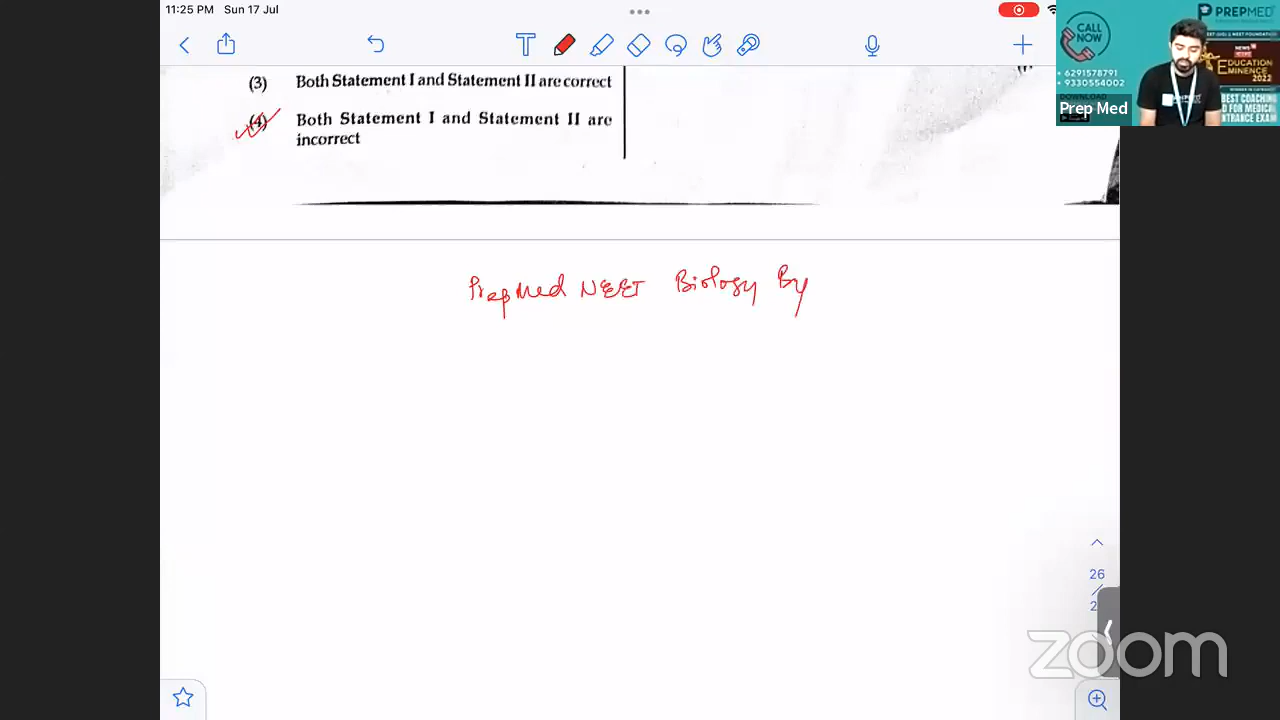 11:25 PM Sun 17 Jul
(3) Both Statement I and Statement II are correct
(4) Both Statement I and Statement II are
incorrect
PrepMed NEET Biology By
CALL
NOW
• 6291578791
• 9330554002
DOWNLOAD
PREPMED
NEWS
EDUCATION
EMINENCE
2022
BEST COACHING
FOR MEDICAL
ENTRANCE EXAM
Prep Med
26
zoom